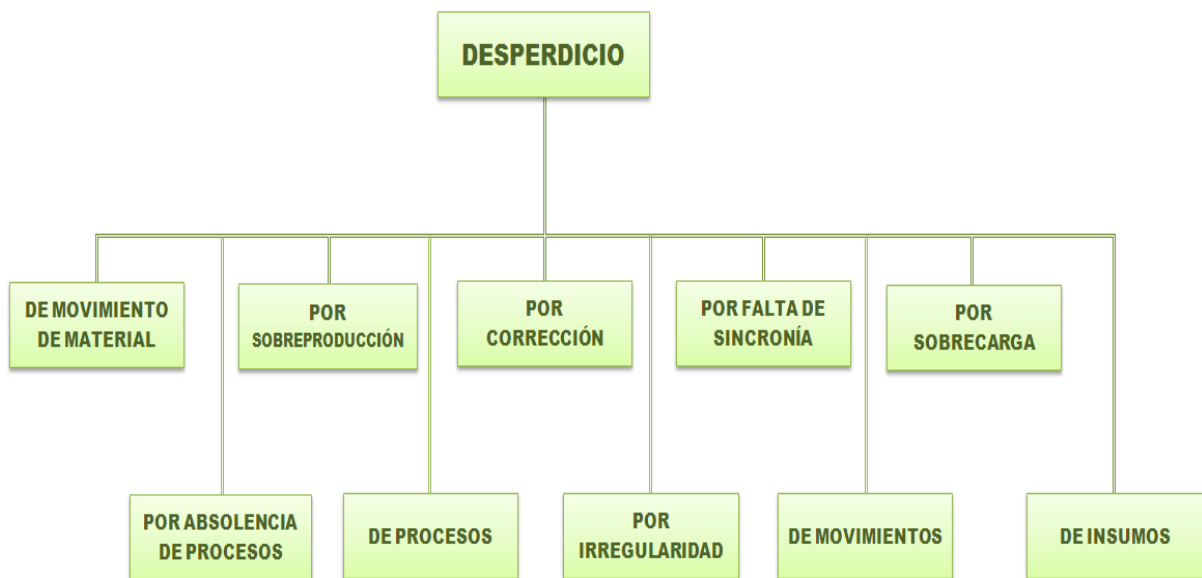 DESPERDICIO
DE MOVIMIENTO
DE MATERIAL
POR
SOBREPRODUCCIÓN
POR
CORRECCIÓN
POR FALTA DE
SINCRONÍA
POR
SOBRECARGA
POR ABSOLENCIA
DE PROCESOS
DE PROCESOS
POR
IRREGULARIDAD
DE MOVIMIENTOS
DE INSUMOS